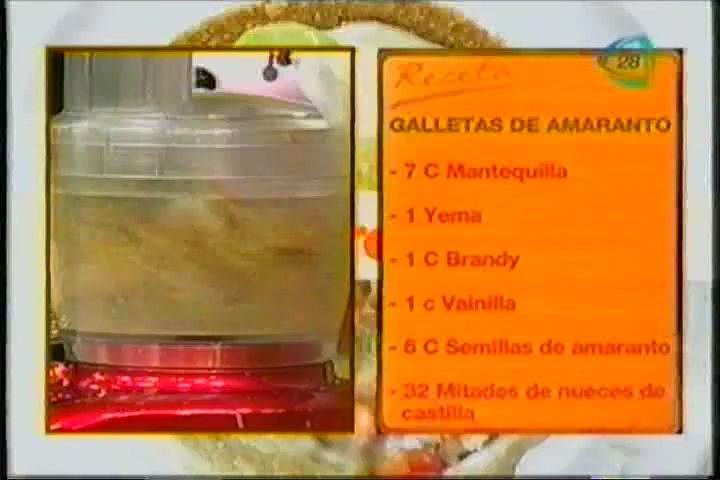 Receta
28
GALLETAS DE AMARANTO
- 7 C Mantequilla
- 1 Yema
- 1 C Brandy
- 1 c Vainilla
- 6 C Semillas de amaranto
- 32 Mitades de nueces de
castilla